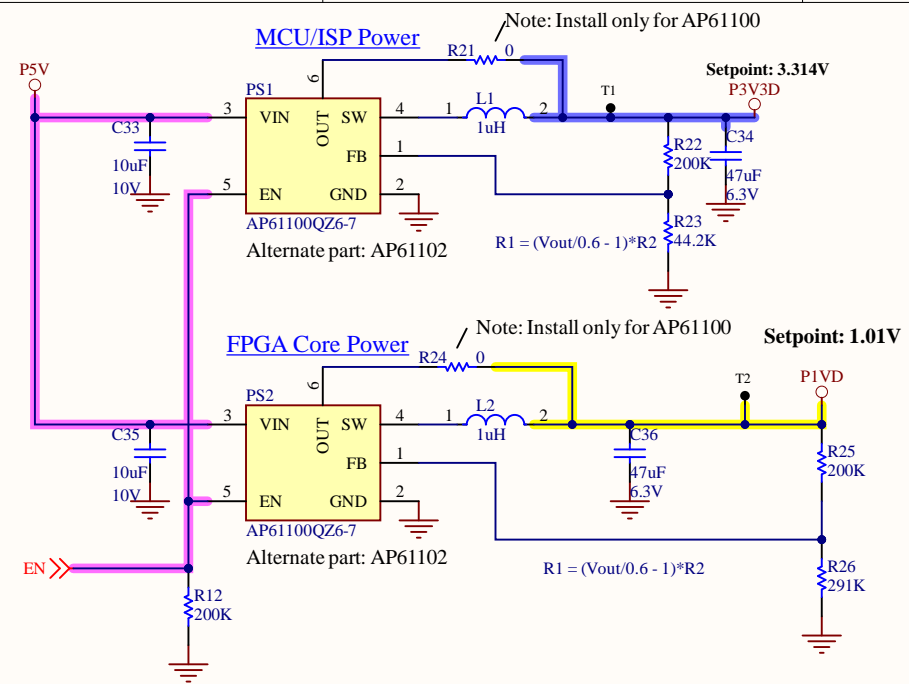 Note: Install only for AP61100
MCU/ISP Power
R21 0
P5V
Setpoint: 3.314V
P3V3D
PS1
6
T1
3 VIN OUT SW 4 1 L1 2
1uH
C33
10uF
10V
FB 1
R22
200K
C34
47uF
6.3V
5 EN GND 2
AP61100QZ6-7
Alternate part: AP61102
R1 = (Vout/0.6 - 1)*R2
R23
44.2K
Note: Install only for AP61100
Setpoint: 1.01V
FPGA Core Power
R24 0
6
T2
P1VD
PS2
3 VIN OUT SW 4 1 L2 2
1uH
C35
10uF
10V
FB 1
C36
47uF
6.3V
R25
200K
5 EN GND 2
AP61100QZ6-7
Alternate part: AP61102
R1 = (Vout/0.6 - 1)*R2
R26
291K
EN
R12
200K